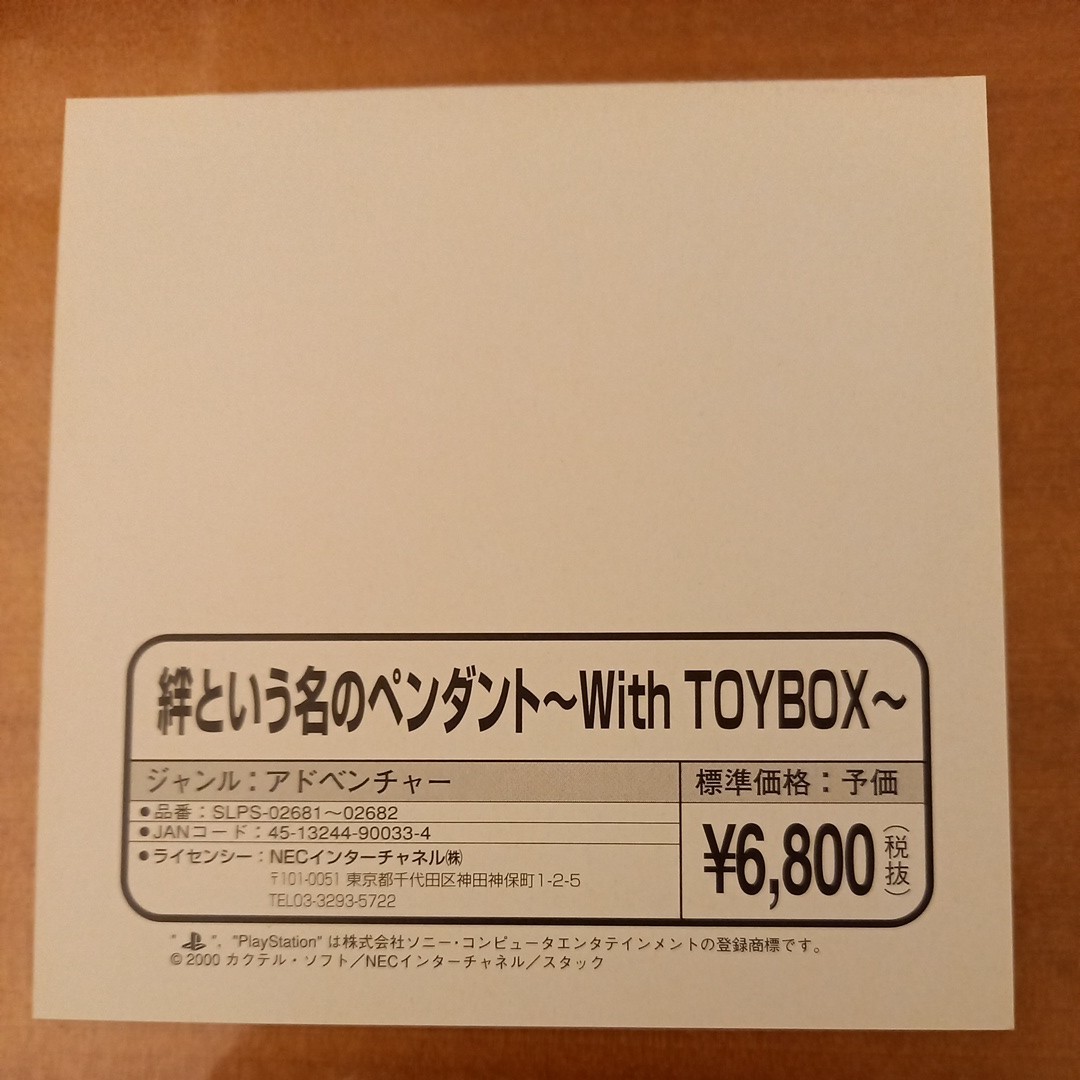 絆という名のペンダント〜With TOYBOX〜
ジャンル：アドベンチャー
標準価格：予価
●品番：SLPS-02681〜02682
●JANコード：45-13244-90033-4
¥6,800（税抜）
●ライセンシー：NECインターチャネル㈱
〒101-0051 東京都千代田区神田神保町1-2-5
TEL03-3293-5722
" ", "PlayStation" は株式会社ソニー・コンピュータエンタテインメントの登録商標です。
© 2000 カクテル・ソフト／NECインターチャネル／スタック